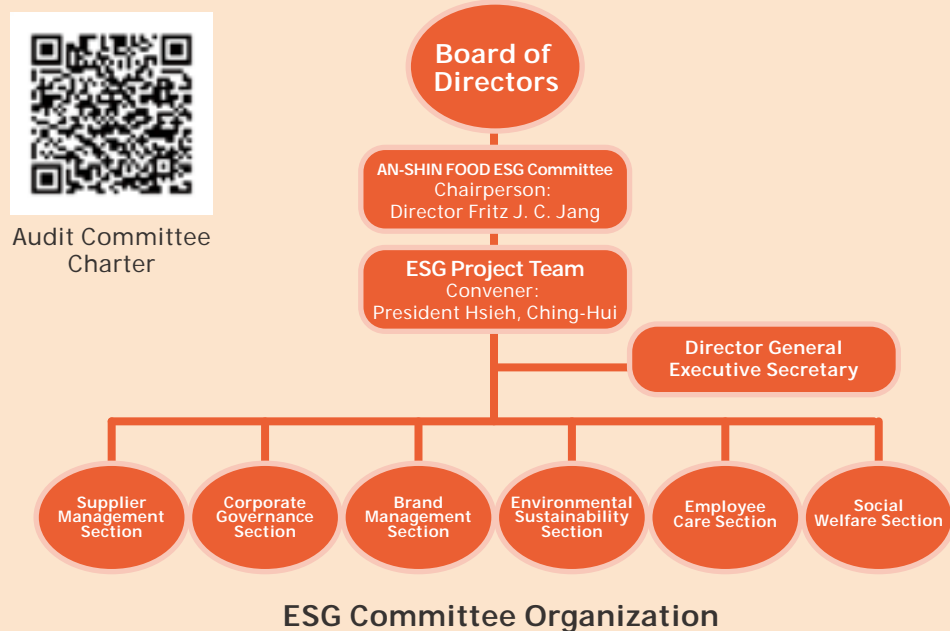 Board of
Directors
AN-SHIN FOOD ESG Committee
Chairperson:
Director Fritz J. C. Jang
Audit Committee
Charter
ESG Project Team
Convener:
President Hsieh, Ching-Hui
Director General
Executive Secretary
Supplier
Management
Section
Corporate
Governance
Section
Brand
Management
Section
Environmental
Sustainability
Section
Employee
Care Section
Social
Welfare Section
ESG Committee Organization